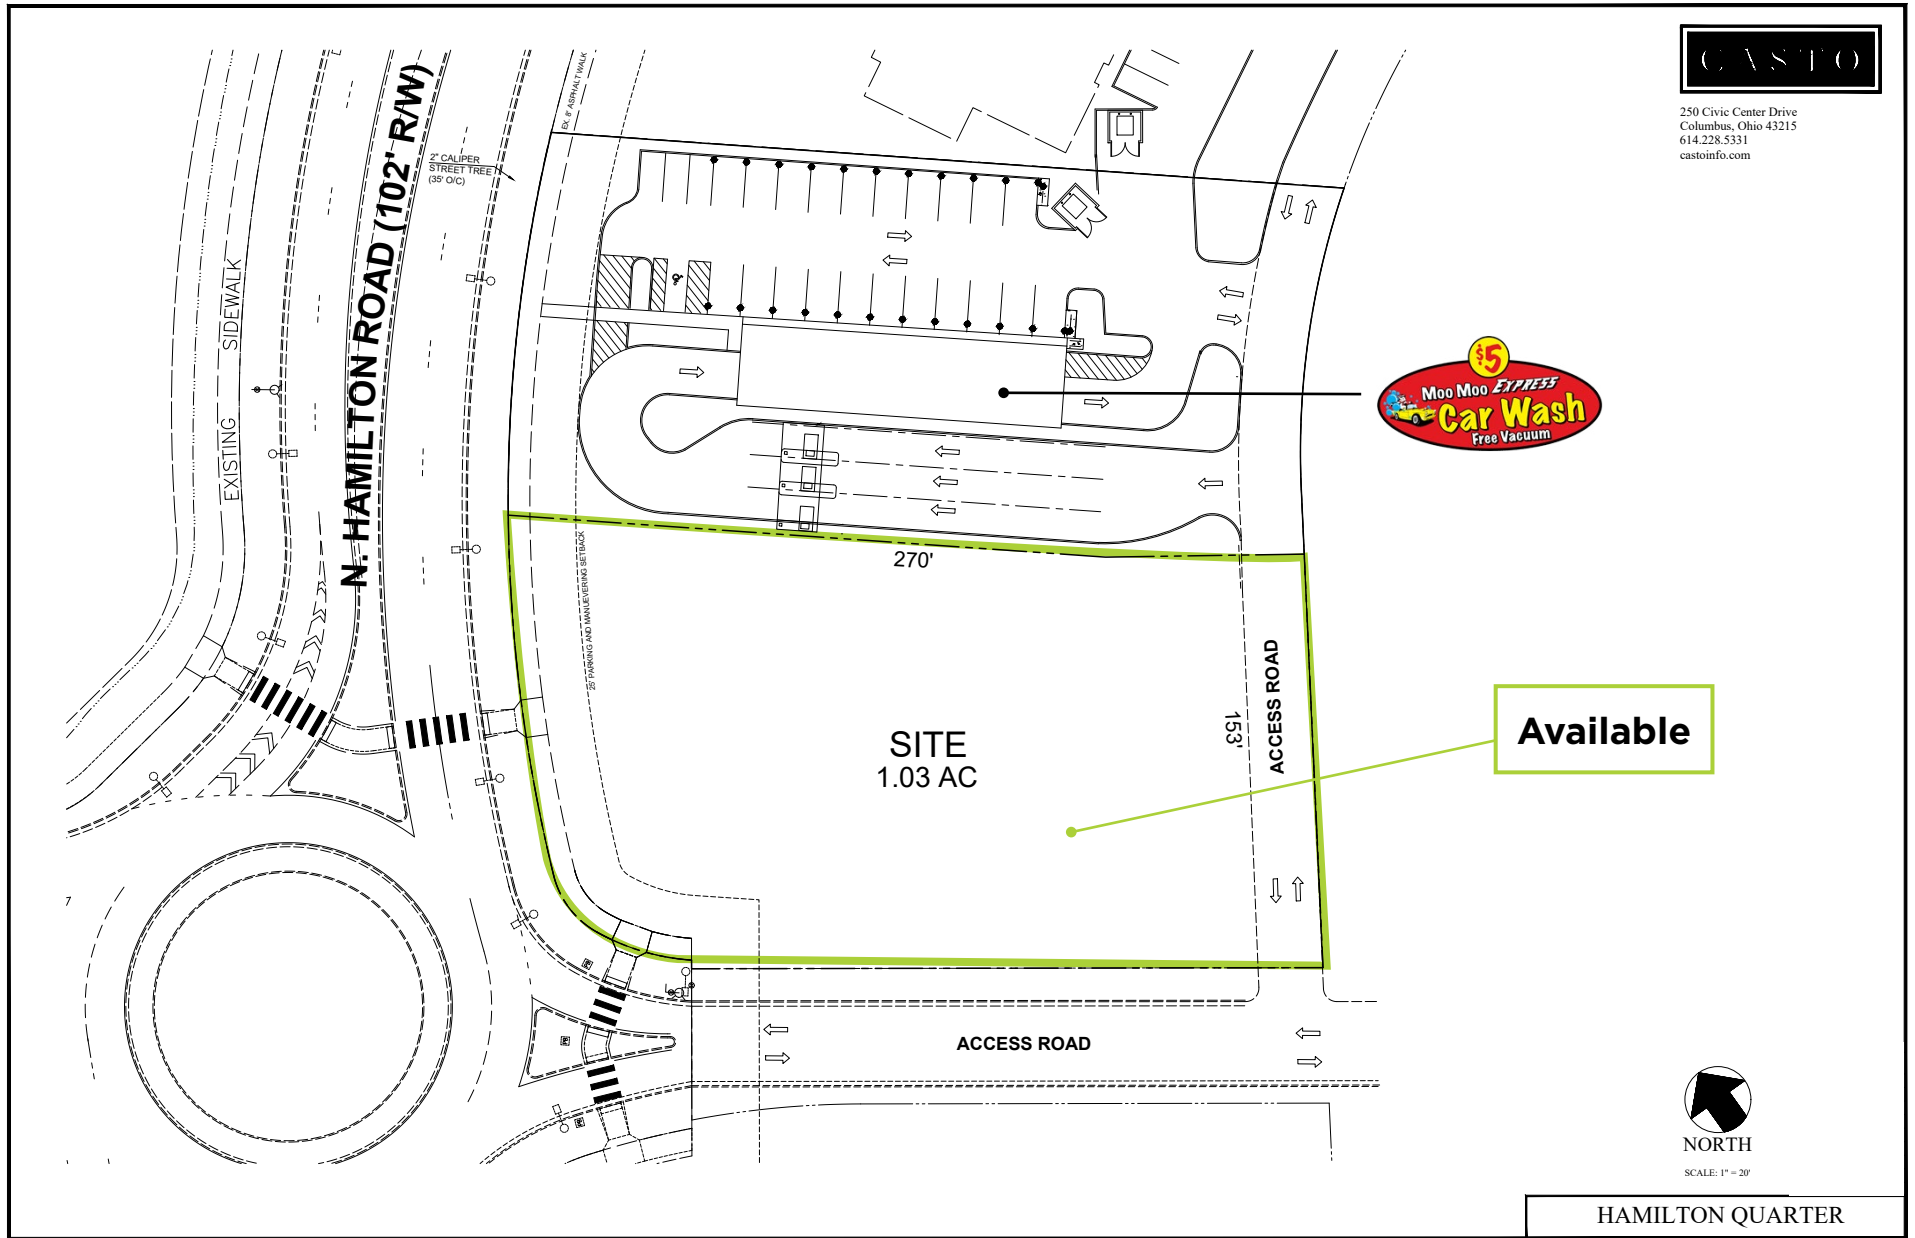 CASTO
250 Civic Center Drive
Columbus, Ohio 43215
614.228.5331
castoinfo.com
EX. 8' ASPHALT WALK
N. HAMILTON ROAD (102' R/W)
2" CALIPER
STREET TREE
(35' O/C)
EXISTING SIDEWALK
$5
Moo Moo EXPRESS
Car Wash
Free Vacuum
270'
25' PARKING AND MANUEVERING SETBACK
SITE
1.03 AC
153'
ACCESS ROAD
Available
ACCESS ROAD
NORTH
SCALE: 1" = 20'
HAMILTON QUARTER